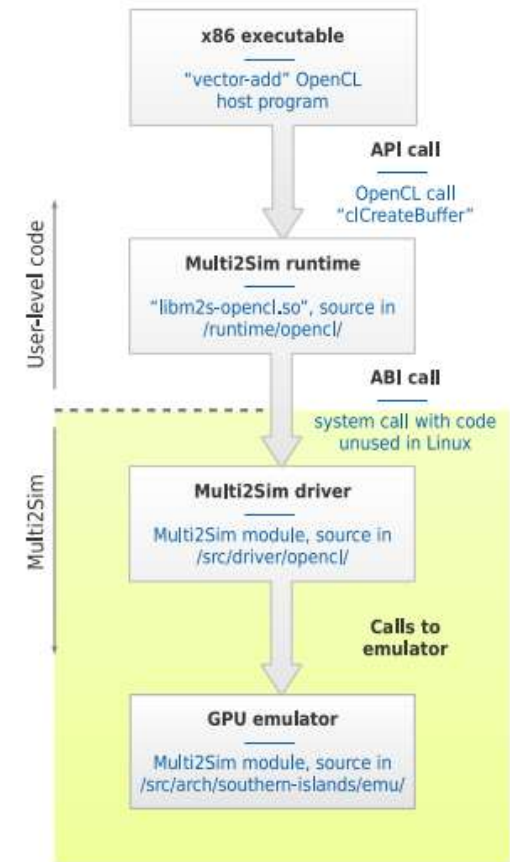 x86 executable
"vector-add" OpenCL
host program
API call
OpenCL call
"clCreateBuffer"
User-level code
Multi2Sim runtime
"libm2s-opencl.so", source in
/runtime/opencl/
ABI call
system call with code
unused in Linux
Multi2Sim
Multi2Sim driver
Multi2Sim module, source in
/src/driver/opencl/
Calls to
emulator
GPU emulator
Multi2Sim module, source in
/src/arch/southern-islands/emu/